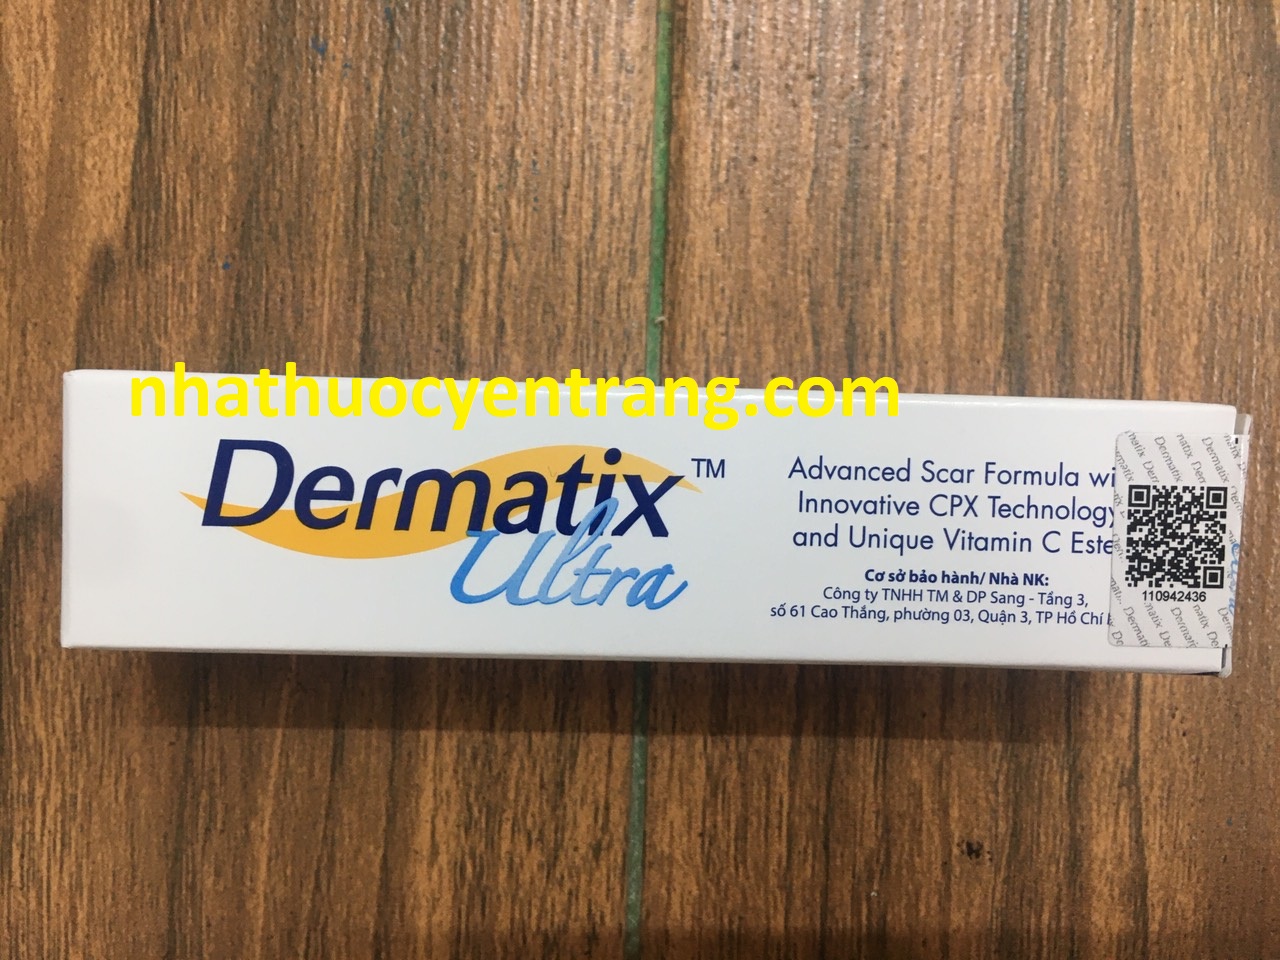 nhathuocyentrang.com
Dermatix™
Ultra
Advanced Scar Formula
Innovative CPX Technology
and Unique Vitamin C
Cơ sở bảo hành/ Nhà NK:
Công ty TNHH TM & DP Sang - Tầng 3,
số 61 Cao Thắng, phường 03, Quận 3, TP Hồ Chí
110942436
Dermatix